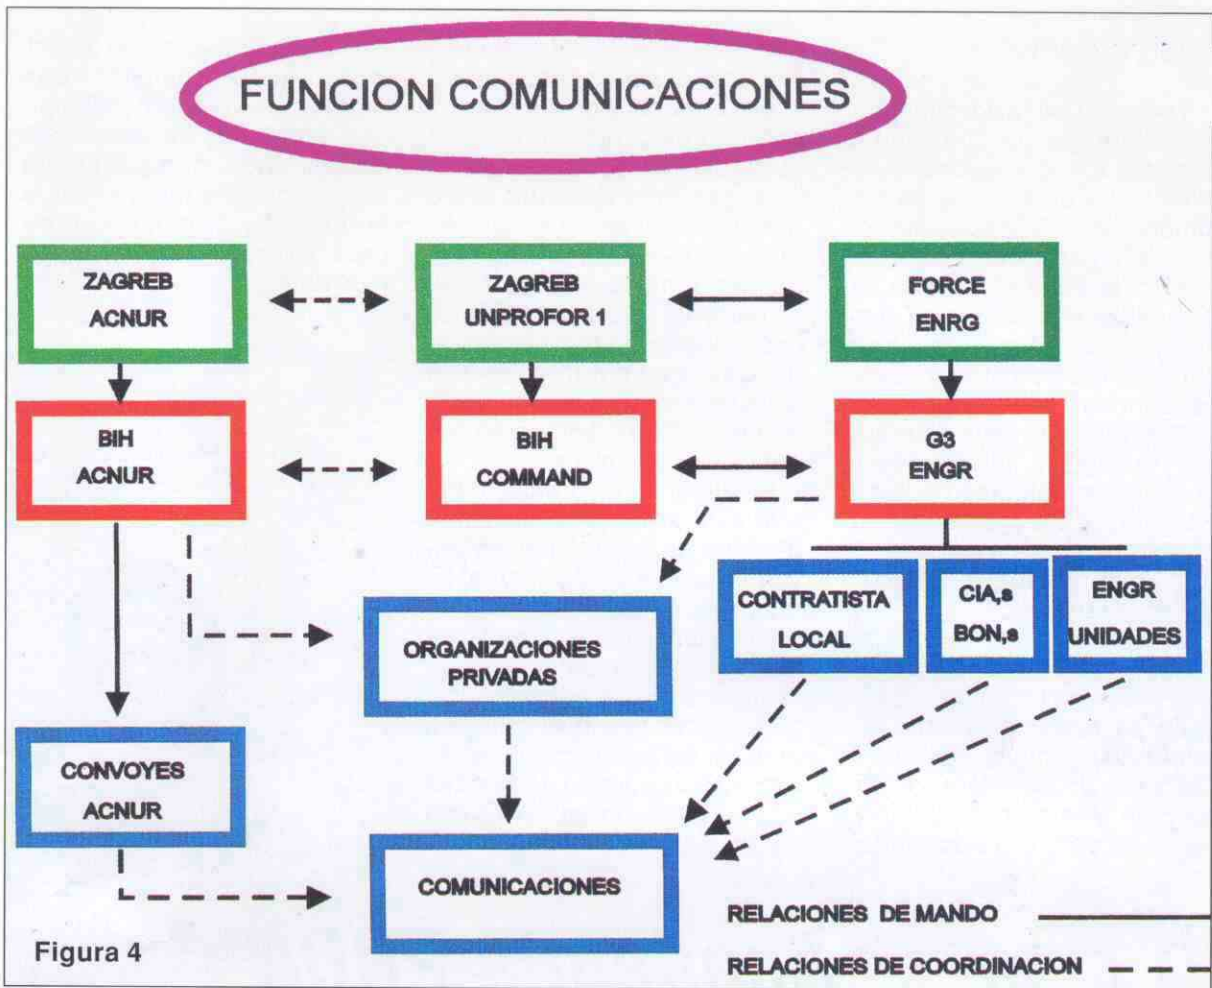 FUNCION COMUNICACIONES
ZAGREB
ACNUR
ZAGREB
UNPROFOR 1
FORCE
ENRG
BIH
ACNUR
BIH
COMMAND
G3
ENGR
CONTRATISTA
LOCAL
CIA,s
BON,s
ENGR
UNIDADES
ORGANIZACIONES
PRIVADAS
CONVOYES
ACNUR
COMUNICACIONES
RELACIONES DE MANDO
RELACIONES DE COORDINACION
Figura 4